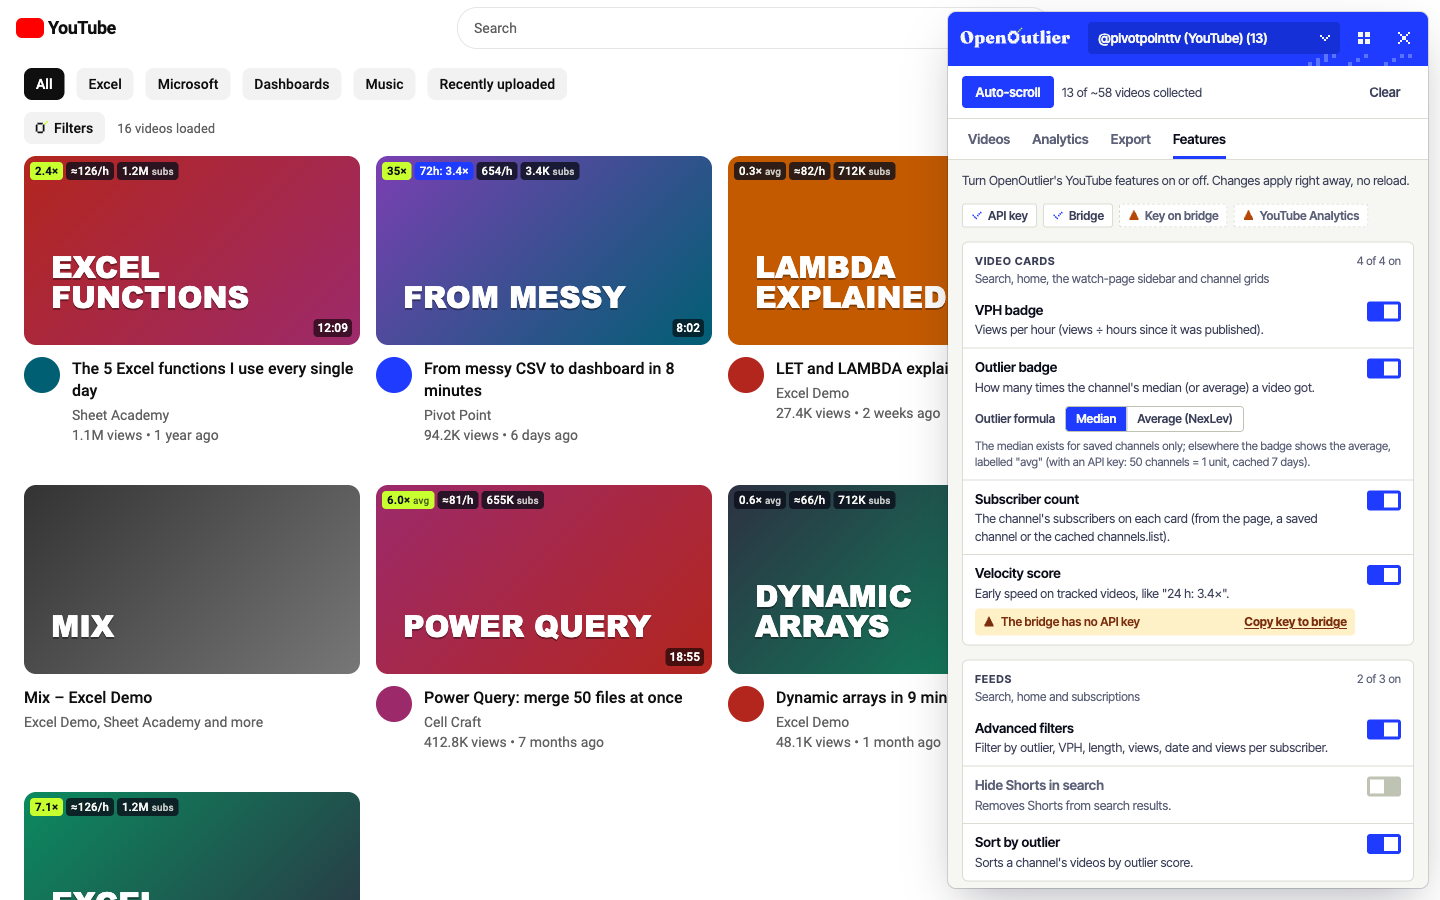 YouTube
Search
All
Excel
Microsoft
Dashboards
Music
Recently uploaded
Filters
16 videos loaded
2.4× ≈126/h 1.2M subs
EXCEL
FUNCTIONS
12:09
The 5 Excel functions I use every single
day
Sheet Academy
1.1M views • 1 year ago
35× 72h: 3.4× 654/h 3.4K subs
FROM MESSY
8:02
From messy CSV to dashboard in 8
minutes
Pivot Point
94.2K views • 6 days ago
0.3× avg ≈82/h 712K subs
LAMBDA
EXPLAINED
LET and LAMBDA explai
Excel Demo
27.4K views • 2 weeks ago
MIX
Mix – Excel Demo
Excel Demo, Sheet Academy and more
6.0× avg ≈81/h 655K subs
POWER QUERY
18:55
Power Query: merge 50 files at once
Cell Craft
412.8K views • 7 months ago
0.6× avg ≈66/h 712K subs
DYNAMIC
ARRAYS
Dynamic arrays in 9 min
Excel Demo
48.1K views • 1 month ago
7.1× ≈126/h 1.2M subs
EXCEL
OpenOutlier
@pivotpointtv (YouTube) (13)
Auto-scroll
13 of ~58 videos collected
Clear
Videos
Analytics
Export
Features
Turn OpenOutlier's YouTube features on or off. Changes apply right away, no reload.
API key
Bridge
Key on bridge
YouTube Analytics
VIDEO CARDS
4 of 4 on
Search, home, the watch-page sidebar and channel grids
VPH badge
Views per hour (views ÷ hours since it was published).
Outlier badge
How many times the channel's median (or average) a video got.
Outlier formula
Median
Average (NexLev)
The median exists for saved channels only; elsewhere the badge shows the average,
labelled "avg" (with an API key: 50 channels = 1 unit, cached 7 days).
Subscriber count
The channel's subscribers on each card (from the page, a saved
channel or the cached channels.list).
Velocity score
Early speed on tracked videos, like "24 h: 3.4×".
The bridge has no API key
Copy key to bridge
FEEDS
2 of 3 on
Search, home and subscriptions
Advanced filters
Filter by outlier, VPH, length, views, date and views per subscriber.
Hide Shorts in search
Removes Shorts from search results.
Sort by outlier
Sorts a channel's videos by outlier score.